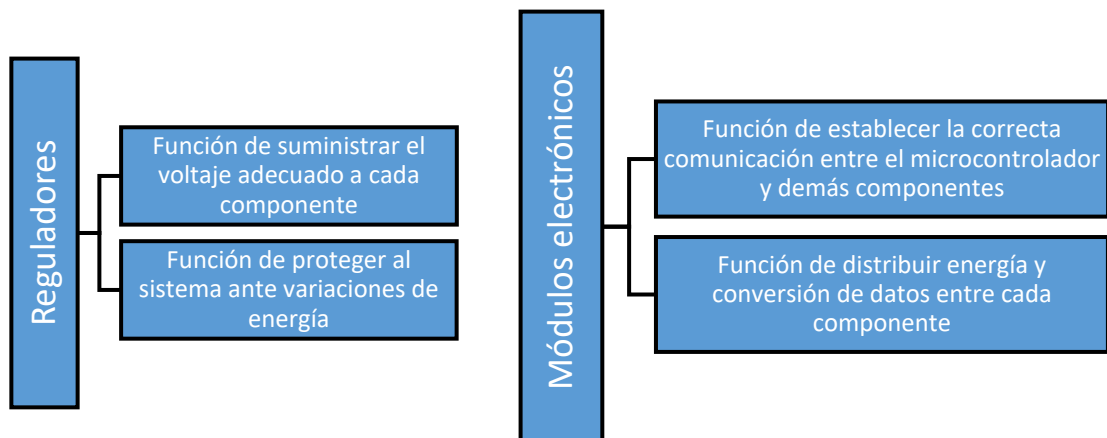 Reguladores
Función de suministrar el
voltaje adecuado a cada
componente
Función de proteger al
sistema ante variaciones de
energía
Módulos electrónicos
Función de establecer la correcta
comunicación entre el microcontrolador
y demás componentes
Función de distribuir energía y
conversión de datos entre cada
componente